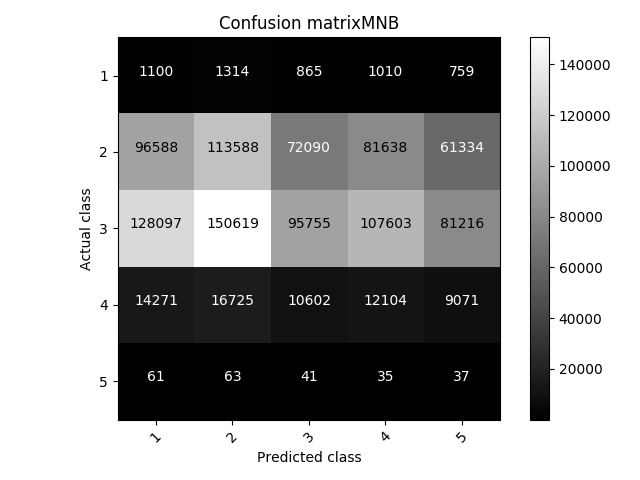 Confusion matrixMNB
1 1100 1314 865 1010 759
2 96588 113588 72090 81638 61334
3 128097 150619 95755 107603 81216
4 14271 16725 10602 12104 9071
5 61 63 41 35 37
1 2 3 4 5
Predicted class
Actual class
140000
120000
100000
80000
60000
40000
20000